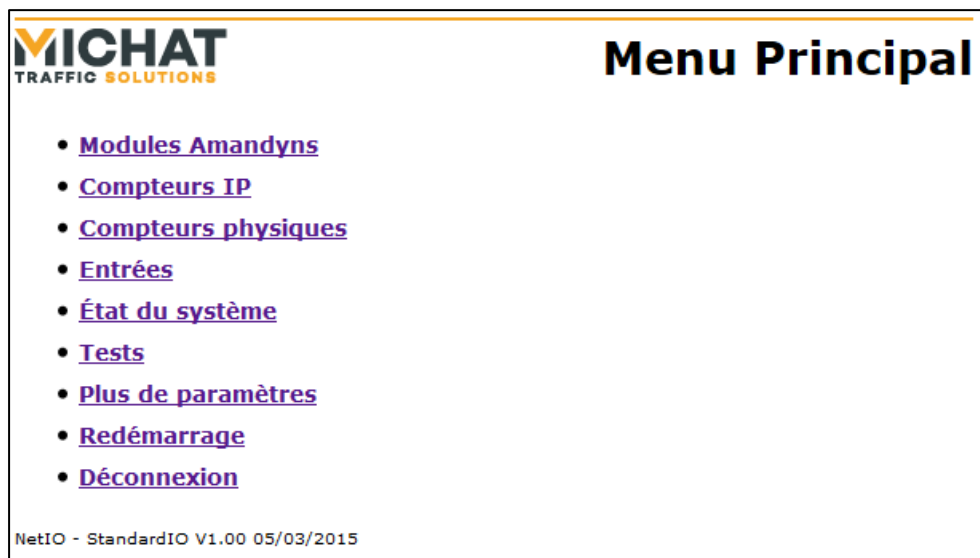 MICHAT
TRAFFIC SOLUTIONS
Menu Principal
Modules Amandyns
Compteurs IP
Compteurs physiques
Entrées
État du système
Tests
Plus de paramètres
Redémarrage
Déconnexion
NetIO - StandardIO V1.00 05/03/2015